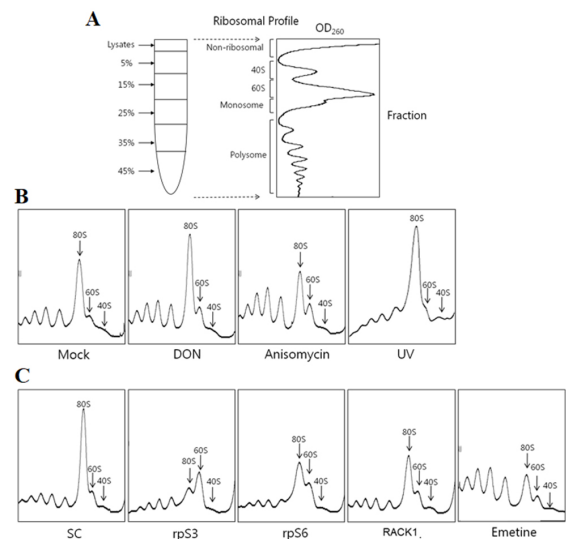 A
Ribosomal Profile
OD260
Lysates
5%
15%
25%
35%
45%
Non-ribosomal
40S
60S
Monosome
Polysome
Fraction
B
80S
60S
40S
Mock
80S
60S
40S
DON
80S
60S
40S
Anisomycin
80S
60S
40S
UV
C
80S
60S
40S
SC
80S
60S
40S
rpS3
80S
60S
40S
rpS6
80S
60S
40S
RACK1.
80S
60S
40S
Emetine